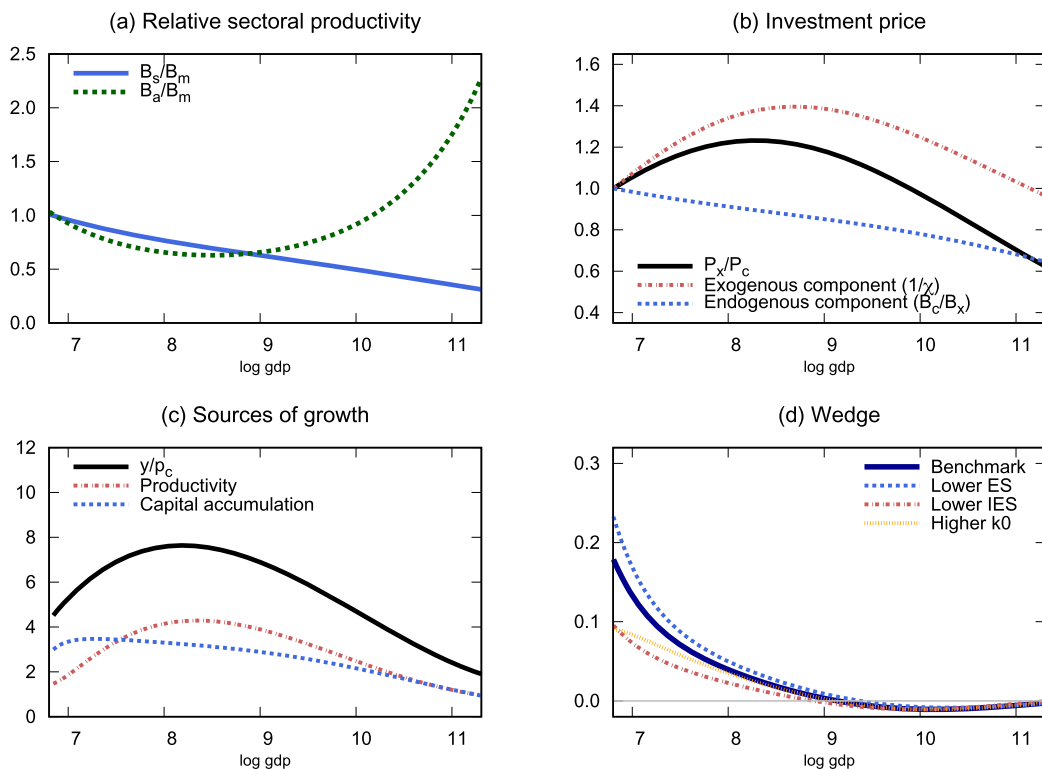 (a) Relative sectoral productivity
2.5
2.0
1.5
1.0
0.5
0.0
B_s/B_m
B_a/B_m
7 8 9 10 11
log gdp
(b) Investment price
1.6
1.4
1.2
1.0
0.8
0.6
0.4
P_x/P_c
Exogenous component (1/χ)
Endogenous component (B_c/B_x)
7 8 9 10 11
log gdp
(c) Sources of growth
12
10
8
6
4
2
0
y/p_c
Productivity
Capital accumulation
7 8 9 10 11
log gdp
(d) Wedge
0.3
0.2
0.1
0.0
Benchmark
Lower ES
Lower IES
Higher k0
7 8 9 10 11
log gdp